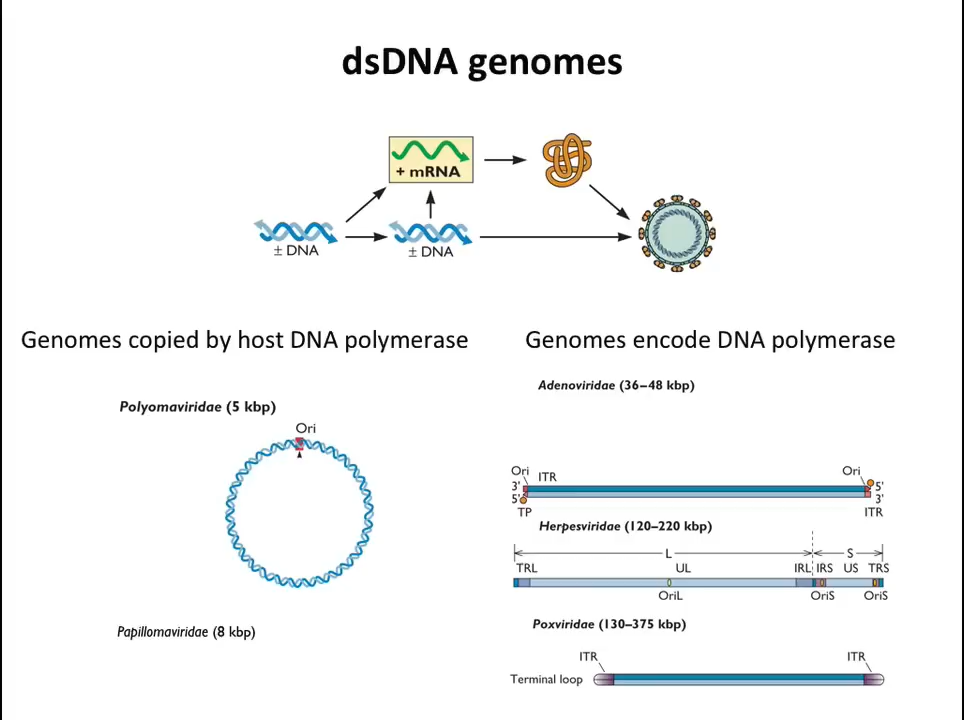 dsDNA genomes
+ mRNA
± DNA
± DNA
Genomes copied by host DNA polymerase
Polyomaviridae (5 kbp)
Ori
Papillomaviridae (8 kbp)
Genomes encode DNA polymerase
Adenoviridae (36–48 kbp)
Ori ITR Ori
3' 5'
5' 3'
TP ITR
Herpesviridae (120–220 kbp)
L S
TRL UL IRL IRS US TRS
OriL OriS OriS
Poxviridae (130–375 kbp)
ITR ITR
Terminal loop